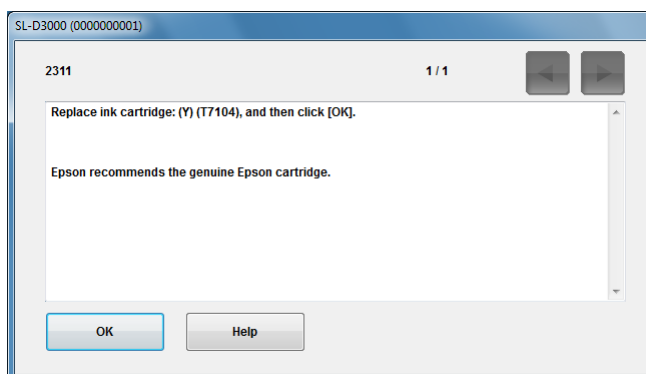 SL-D3000 (0000000001)
2311 1 / 1
Replace ink cartridge: (Y) (T7104), and then click [OK].
Epson recommends the genuine Epson cartridge.
OK Help